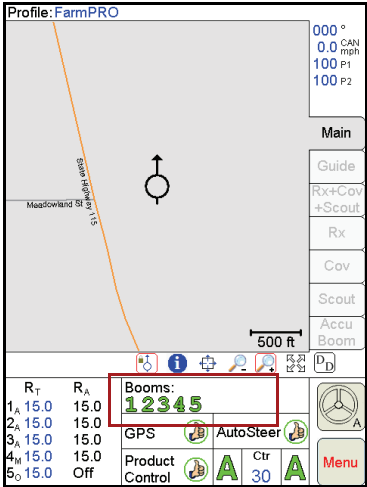 Profile: FarmPRO
000 °
0.0 CAN mph
100 P1
100 P2
Main
Guide
Rx+Cov
+Scout
Rx
Cov
Scout
Accu
Boom
State Highway 115
Meadowland St
500 ft
DD
RT RA
1A 15.0 15.0
2A 15.0 15.0
3A 15.0 15.0
4M 15.0 15.0
5O 15.0 Off
Booms:
12345
GPS
AutoSteer
Product
Control
A
Ctr
30
A
A
Menu